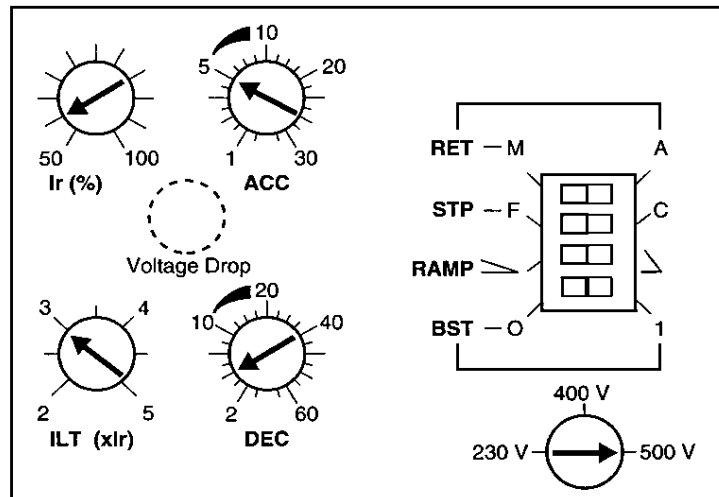 10
5 20
50 100 1 30
Ir (%) ACC
Voltage Drop
20
3 4 10 40
2 5 2 60
ILT (xIr) DEC
RET M A
STP F C
RAMP
BST O 1
400 V
230 V 500 V